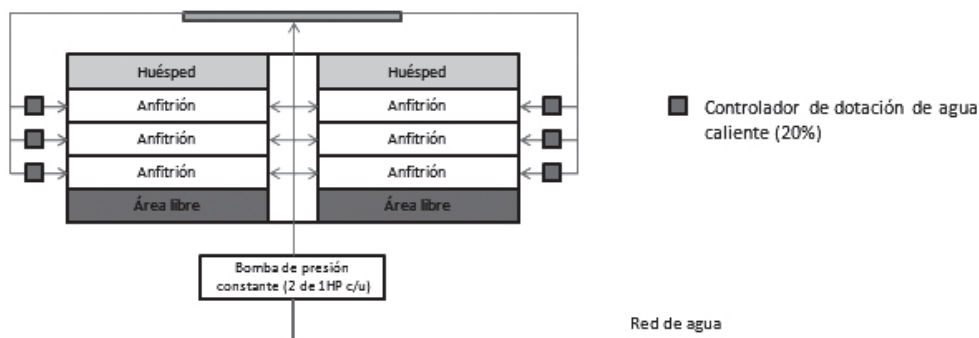 Huésped Huésped
Anfitrión Anfitrión
Controlador de dotación de agua
caliente (20%)
Anfitrión Anfitrión
Anfitrión Anfitrión
Área libre Área libre
Bomba de presión
constante (2 de 1HP c/u)
Red de agua